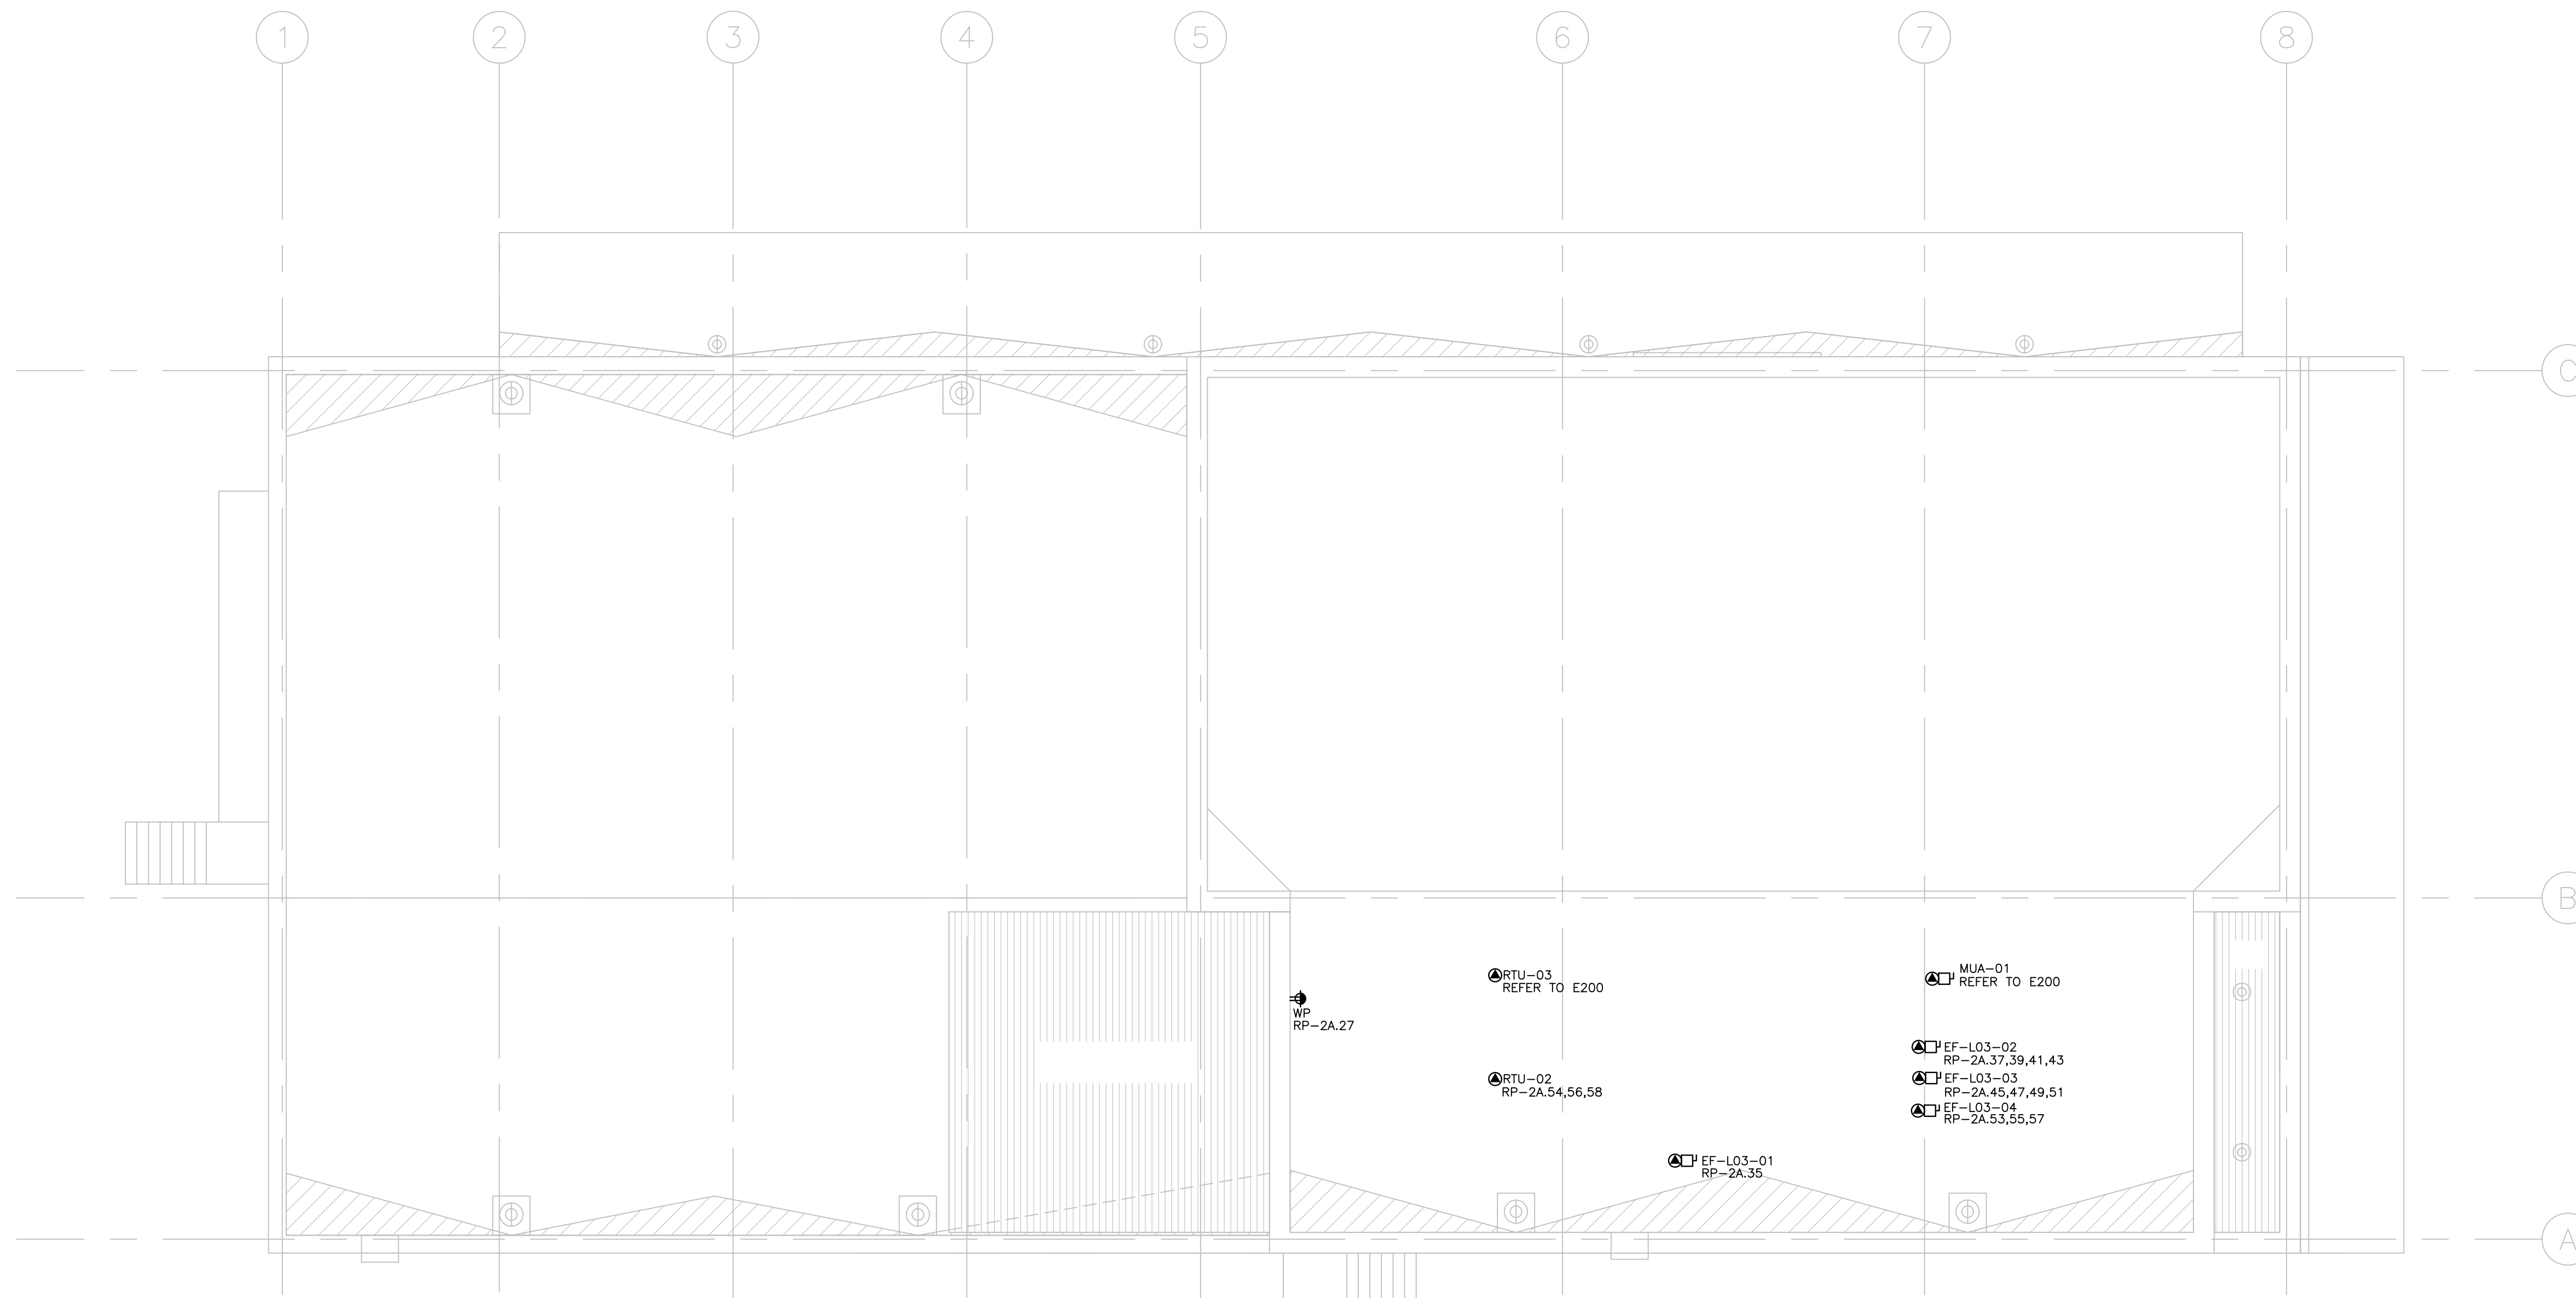 1
2
3
4
5
6
7
8
C
B
A
RTU-03
REFER TO E200
MUA-01
REFER TO E200
WP
RP-2A.27
EF-L03-02
RP-2A.37,39,41,43
RTU-02
RP-2A.54,56,58
EF-L03-03
RP-2A.45,47,49,51
EF-L03-04
RP-2A.53,55,57
EF-L03-01
RP-2A.35